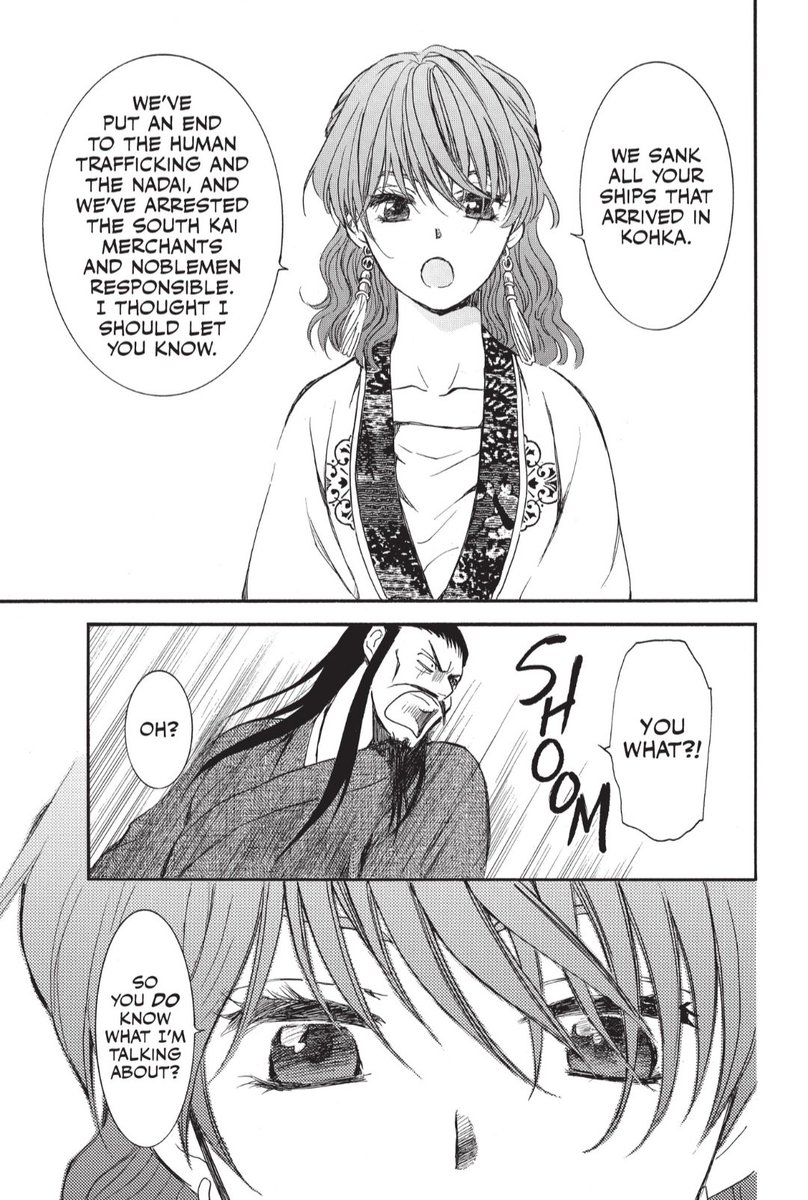 WE SANK
ALL YOUR
SHIPS THAT
ARRIVED IN
KOHKA.
WE'VE
PUT AN END
TO THE HUMAN
TRAFFICKING AND
THE NADAI, AND
WE'VE ARRESTED
THE SOUTH KAI
MERCHANTS
AND NOBLEMEN
RESPONSIBLE.
I THOUGHT I
SHOULD LET
YOU KNOW.
YOU
WHAT?!
SHOOM
OH?
SO
YOU DO
KNOW
WHAT I'M
TALKING
ABOUT?